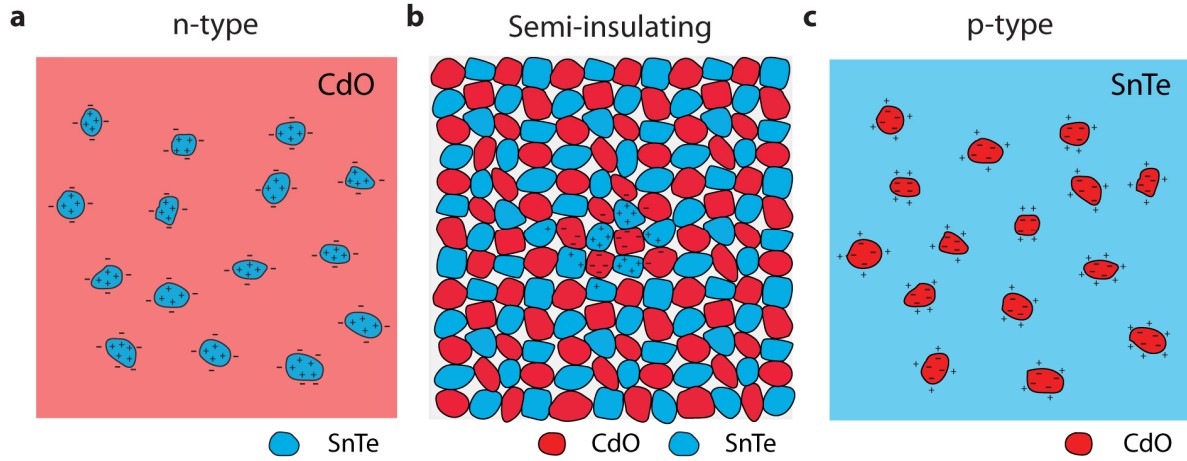 a n-type b Semi-insulating c p-type
CdO SnTe
SnTe CdO SnTe CdO